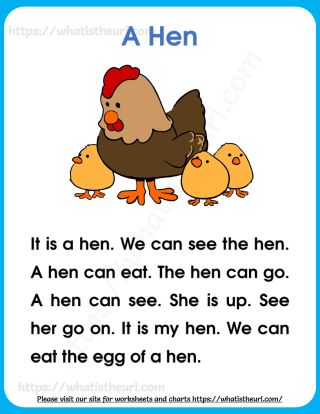 https://whatistheurl.com/
A Hen
It is a hen. We can see the hen.
A hen can eat. The hen can go.
A hen can see. She is up. See
her go on. It is my hen. We can
eat the egg of a hen.
https://whatistheurl.com/
Please visit our site for worksheets and charts https://whatistheurl.com/